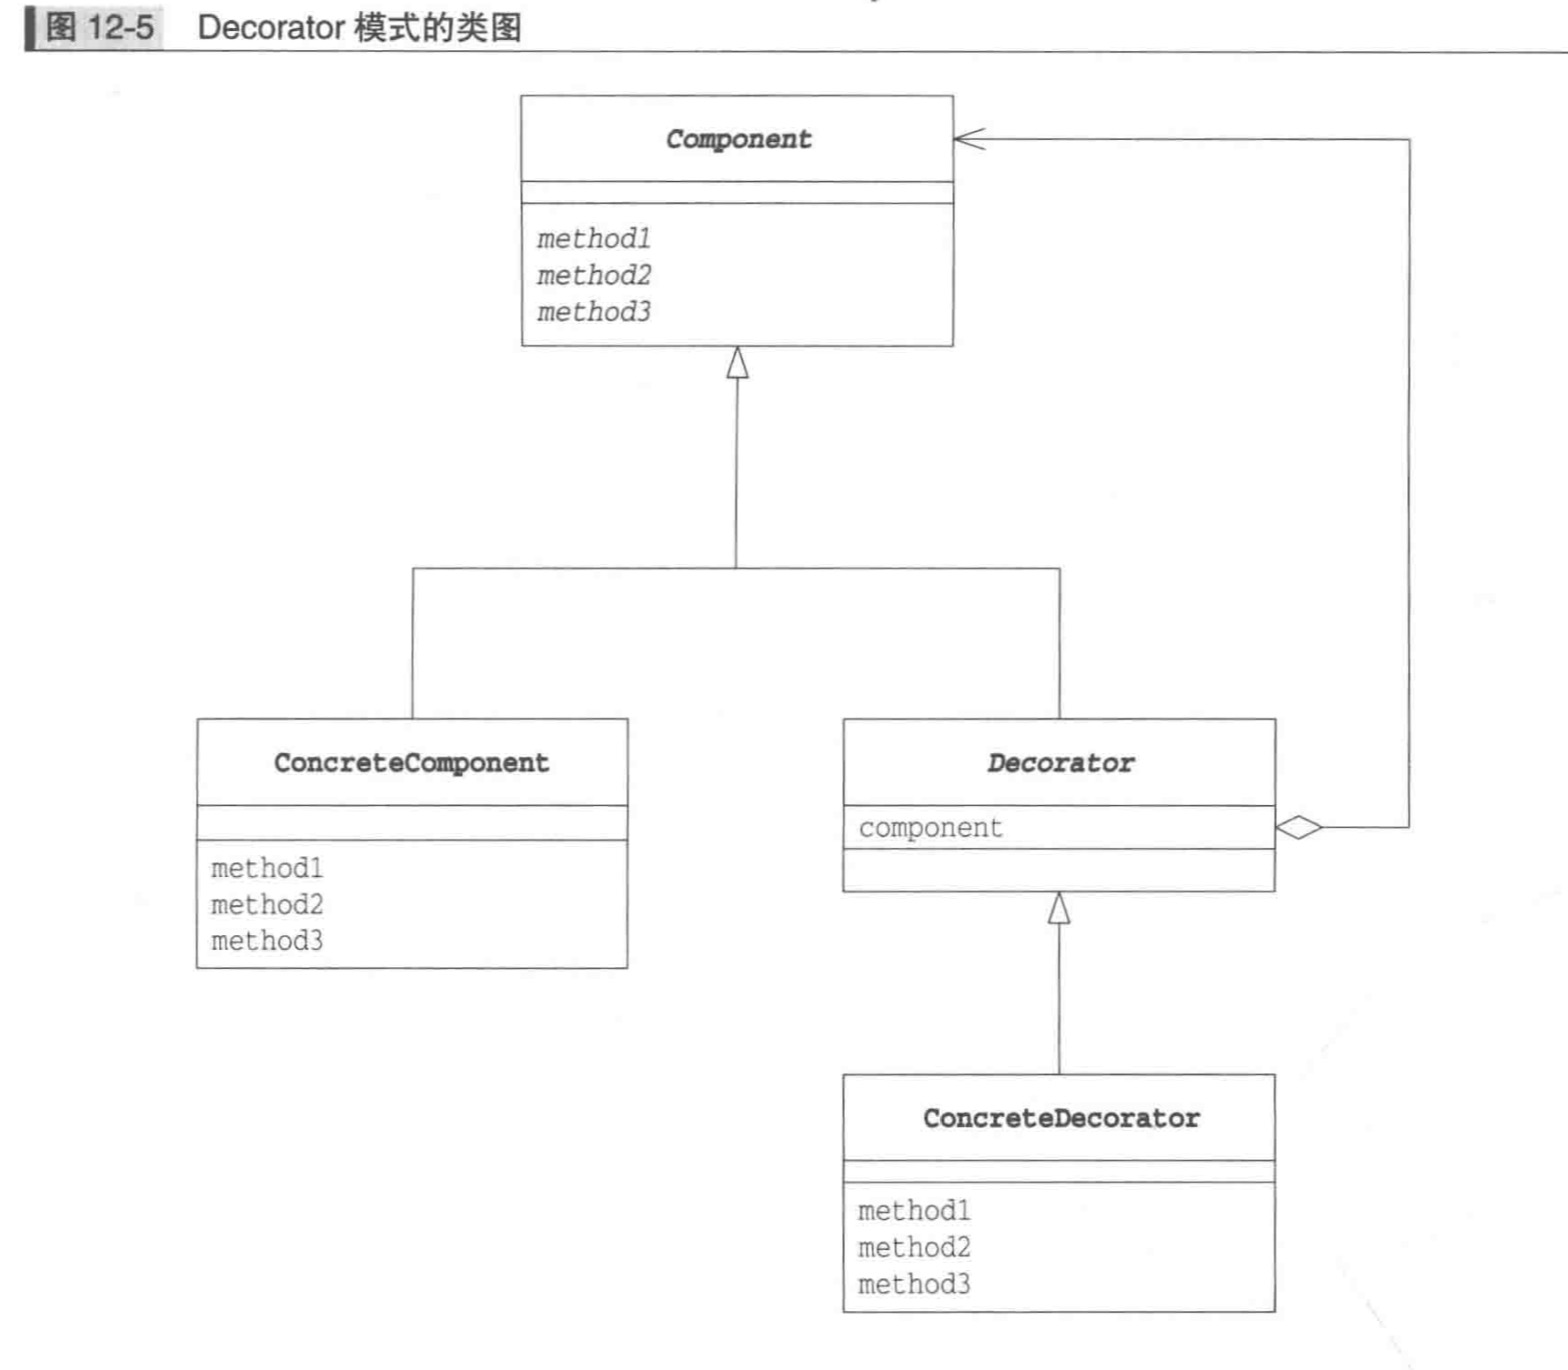 图 12-5 Decorator 模式的类图
Component
method1
method2
method3
ConcreteComponent
method1
method2
method3
Decorator
component
ConcreteDecorator
method1
method2
method3